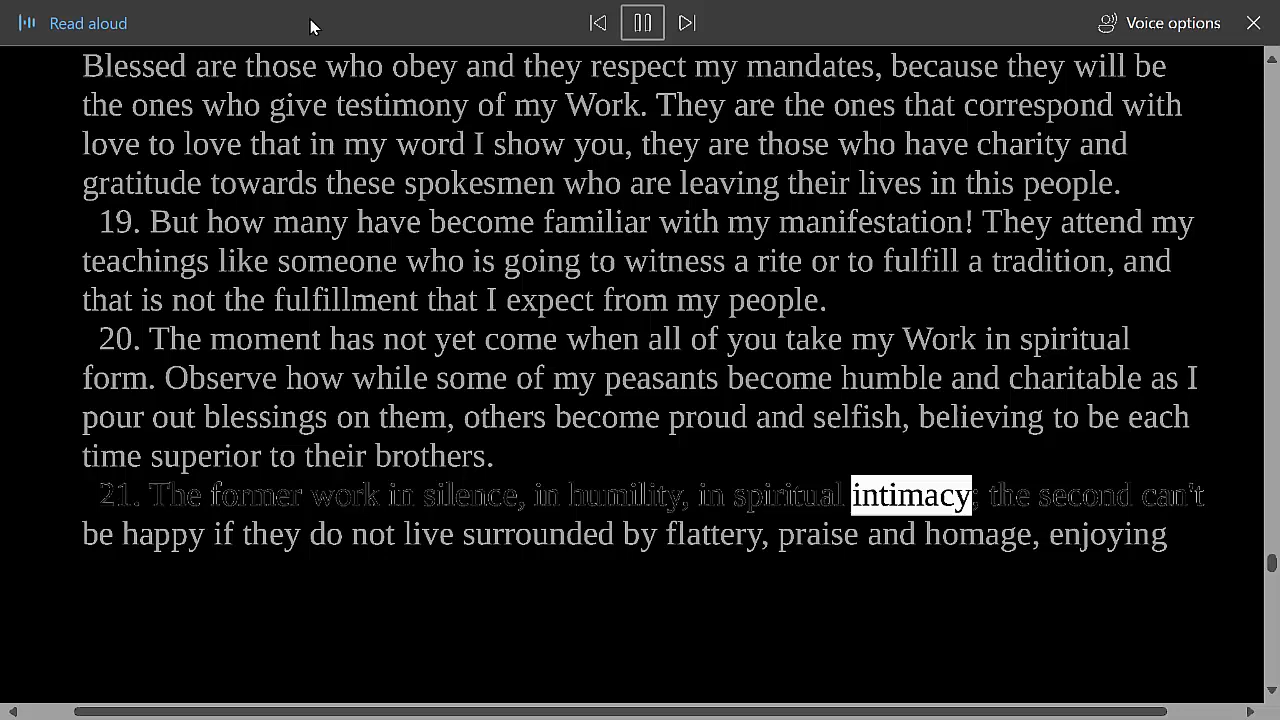 Read aloud
Voice options
Blessed are those who obey and they respect my mandates, because they will be
the ones who give testimony of my Work. They are the ones that correspond with
love to love that in my word I show you, they are those who have charity and
gratitude towards these spokesmen who are leaving their lives in this people.
19. But how many have become familiar with my manifestation! They attend my
teachings like someone who is going to witness a rite or to fulfill a tradition, and
that is not the fulfillment that I expect from my people.
20. The moment has not yet come when all of you take my Work in spiritual
form. Observe how while some of my peasants become humble and charitable as I
pour out blessings on them, others become proud and selfish, believing to be each
time superior to their brothers.
21. The former work in silence, in humility, in spiritual intimacy; the second can't
be happy if they do not live surrounded by flattery, praise and homage, enjoying